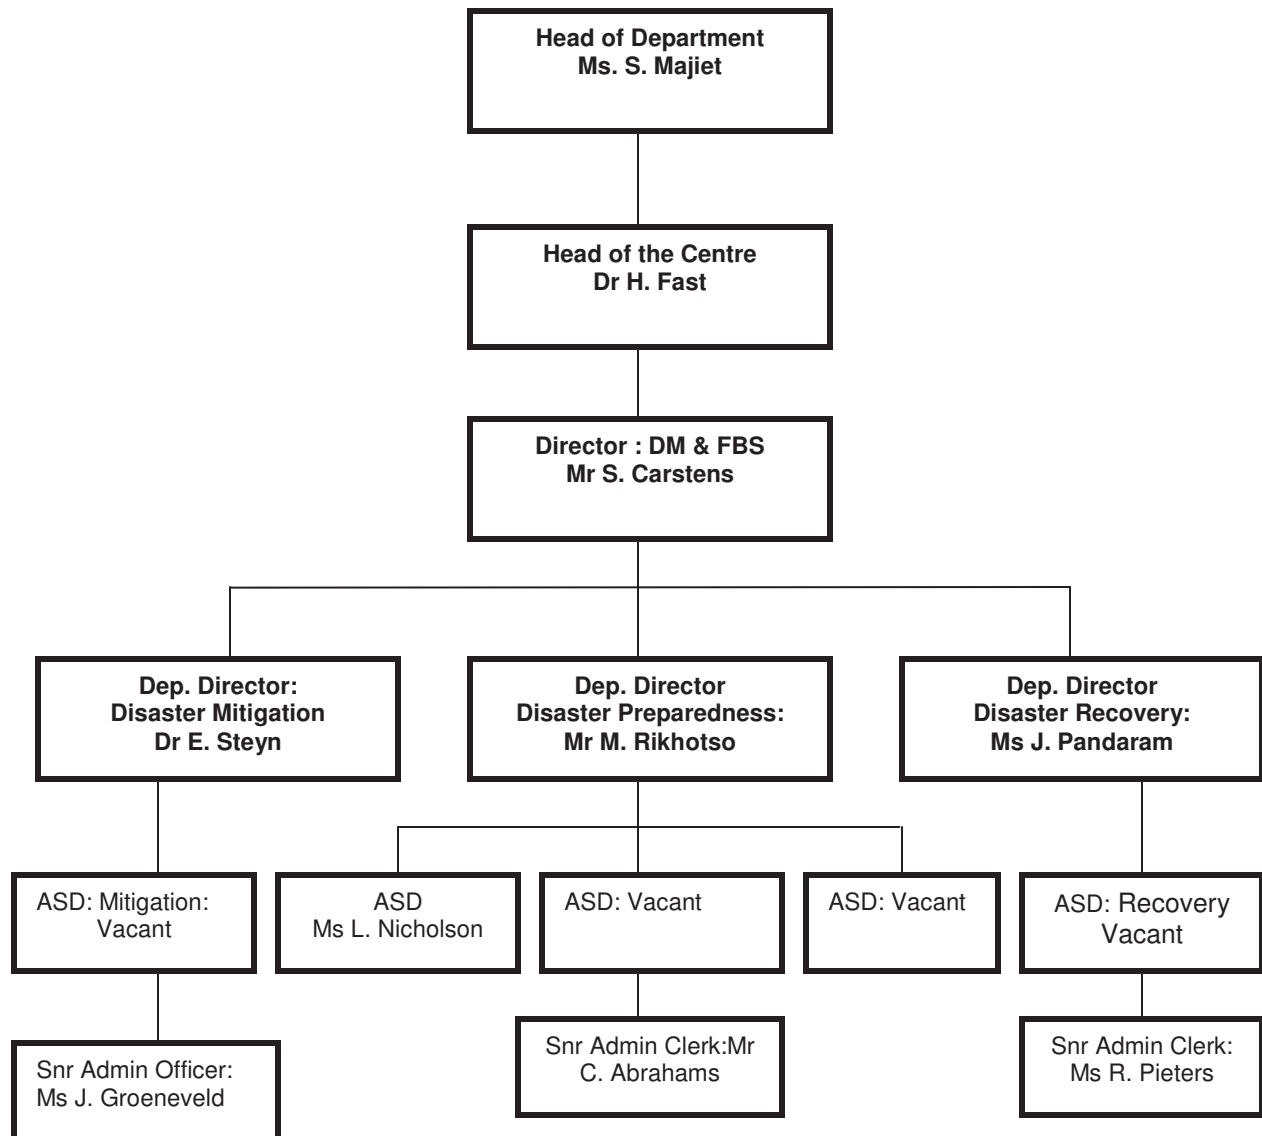 Head of Department
Ms. S. Majiet
Head of the Centre
Dr H. Fast
Director : DM & FBS
Mr S. Carstens
Dep. Director:
Disaster Mitigation
Dr E. Steyn
Dep. Director
Disaster Preparedness:
Mr M. Rikhotso
Dep. Director
Disaster Recovery:
Ms J. Pandaram
ASD: Mitigation:
Vacant
ASD
Ms L. Nicholson
ASD: Vacant
ASD: Vacant
ASD: Recovery
Vacant
Snr Admin Officer:
Ms J. Groeneveld
Snr Admin Clerk:Mr
C. Abrahams
Snr Admin Clerk:
Ms R. Pieters